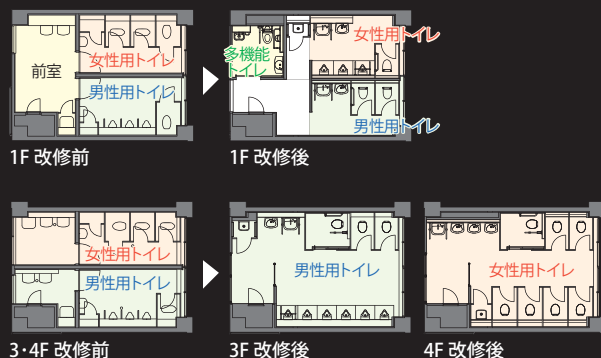 前室
女性用トイレ
男性用トイレ
多機能
トイレ
女性用トイレ
男性用トイレ
1F 改修前
1F 改修後
女性用トイレ
男性用トイレ
男性用トイレ
女性用トイレ
3・4F 改修前
3F 改修後
4F 改修後